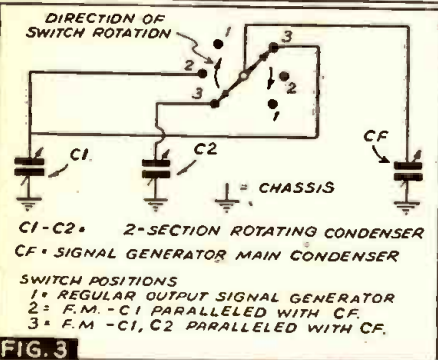 DIRECTION OF
SWITCH ROTATION
1
3
2
2
3
1
C1
C2
CF
= CHASSIS
C1-C2= 2-SECTION ROTATING CONDENSER
CF= SIGNAL GENERATOR MAIN CONDENSER
SWITCH POSITIONS
1= REGULAR OUTPUT SIGNAL GENERATOR
2= F.M.-C1 PARALLELED WITH CF.
3= F.M-C1, C2 PARALLELED WITH CF.
FIG. 3